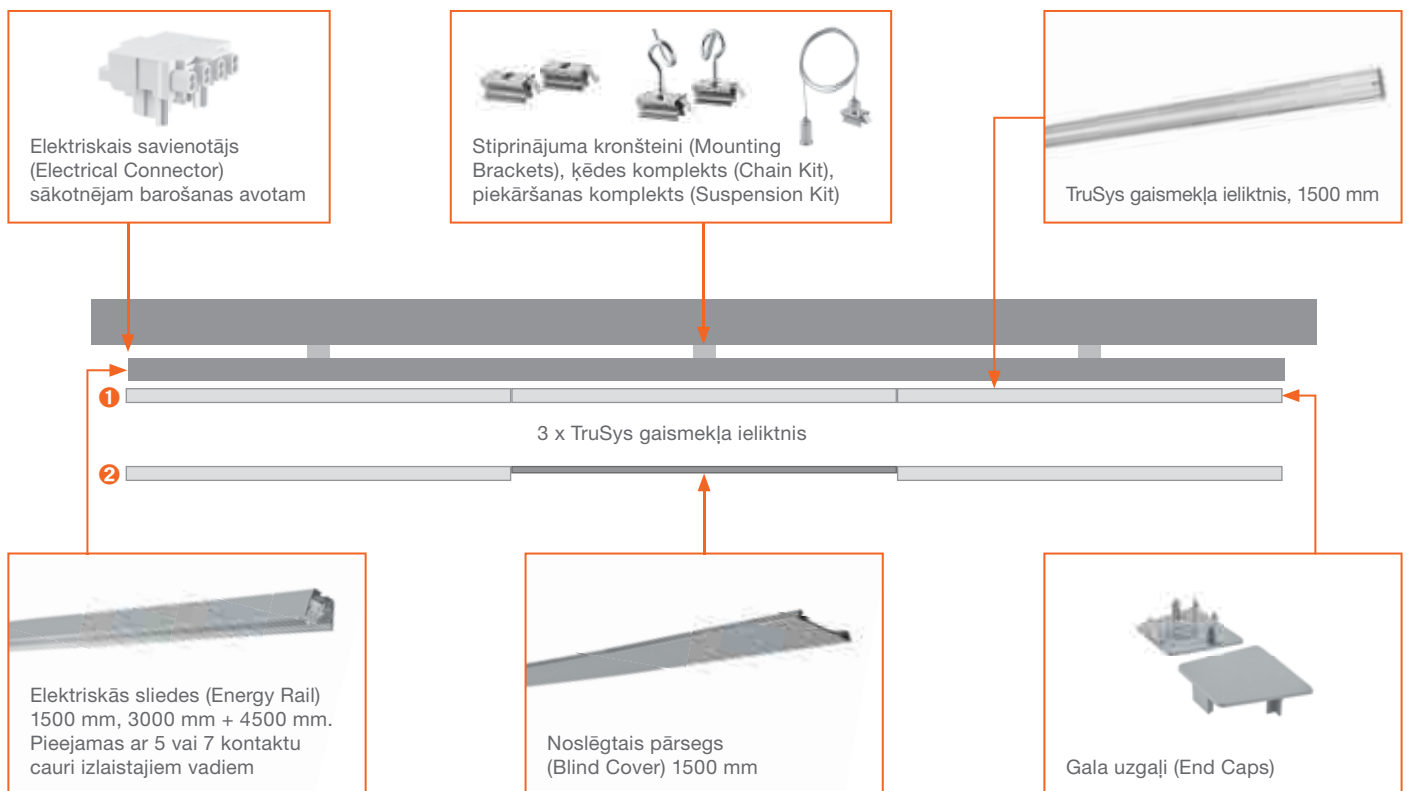 Elektriskais savienotājs
(Electrical Connector)
sākotnējam barošanas avotam
Stiprinājuma kronšteini (Mounting
Brackets), ķēdes komplekts (Chain Kit),
piekāršanas komplekts (Suspension Kit)
TruSys gaismekļa ieliktnis, 1500 mm
1
3 x TruSys gaismekļa ieliktnis
2
Elektriskās sliedes (Energy Rail)
1500 mm, 3000 mm + 4500 mm.
Pieejamas ar 5 vai 7 kontaktu
cauri izlaistajiem vadiem
Noslēgtais pārsegs
(Blind Cover) 1500 mm
Gala uzgaļi (End Caps)